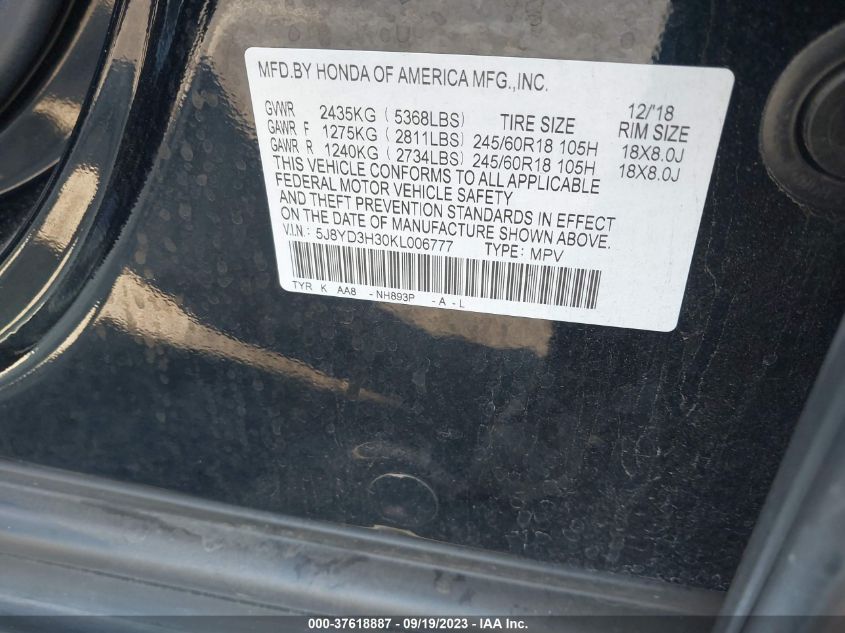 MFD.BY HONDA OF AMERICA MFG.,INC.
12/'18
GVWR 2435KG ( 5368LBS) TIRE SIZE RIM SIZE
GAWR F 1275KG ( 2811LBS) 245/60R18 105H 18X8.0J
GAWR R 1240KG ( 2734LBS) 245/60R18 105H 18X8.0J
THIS VEHICLE CONFORMS TO ALL APPLICABLE
FEDERAL MOTOR VEHICLE SAFETY
AND THEFT PREVENTION STANDARDS IN EFFECT
ON THE DATE OF MANUFACTURE SHOWN ABOVE.
V.I.N: 5J8YD3H30KL006777 TYPE: MPV
TYR K AA8 -NH893P -A -L
000-37618887 - 09/19/2023 - WWW.IAAI.COM